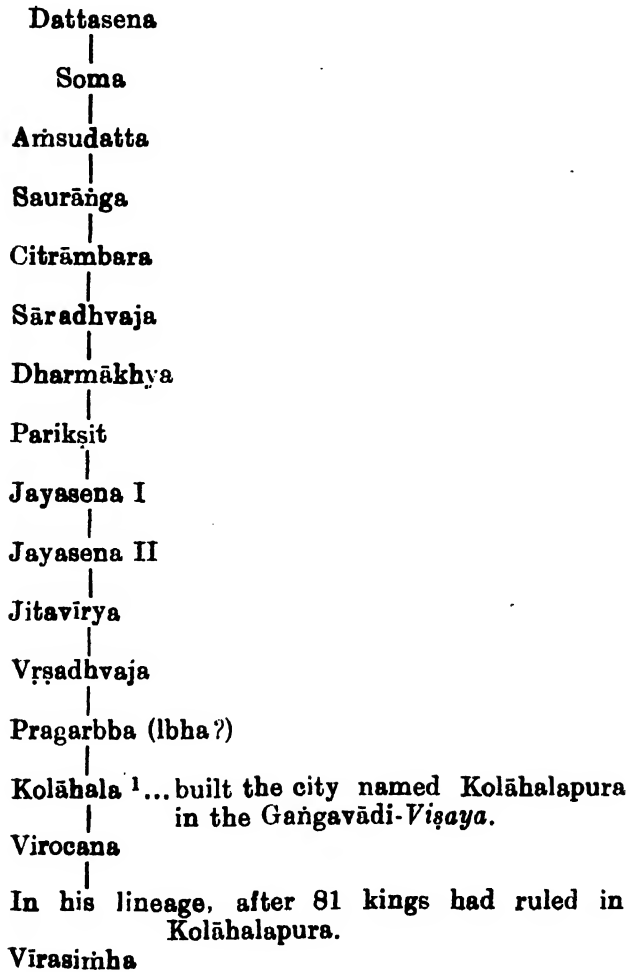 Dattasena
Soma
Aṁsudatta
Saurāṅga
Citrāmbara
Sāradhvaja
Dharmākhya
Parikṣit
Jayasena I
Jayasena II
Jitavīrya
Vṛṣadhvaja
Pragarbba (lbha?)
Kolāhala ¹...built the city named Kolāhalapura
in the Gaṅgavādi-Viṣaya.
Virocana
In his lineage, after 81 kings had ruled in
Kolāhalapura.
Vīrasiṁha